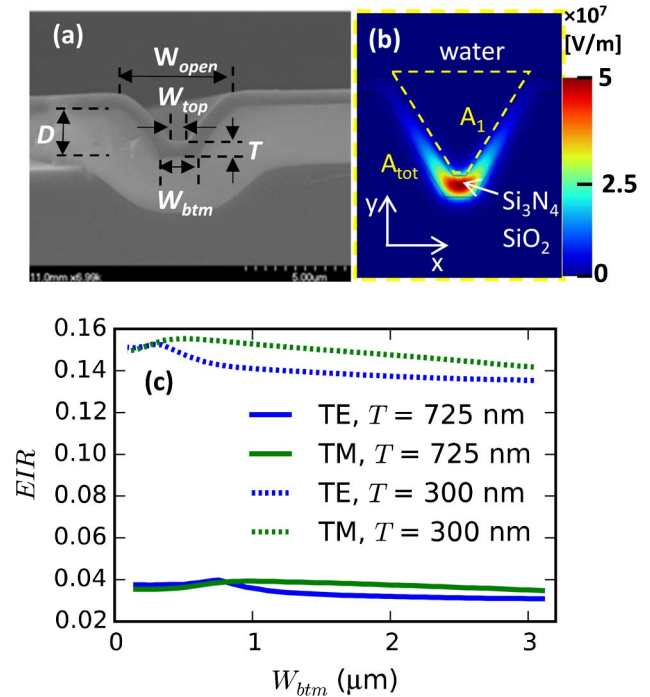 (a)
W_open
W_top
D
T
W_btm
11.0mm x6.99k
5.00μm
(b)
water
A_1
A_tot
Si_3N_4
SiO_2
y
x
×10^7
[V/m]
5
2.5
0
(c)
TE, T = 725 nm
TM, T = 725 nm
TE, T = 300 nm
TM, T = 300 nm
EIR
0.16
0.14
0.12
0.10
0.08
0.06
0.04
0.02
0 1 2 3
W_btm (μm)